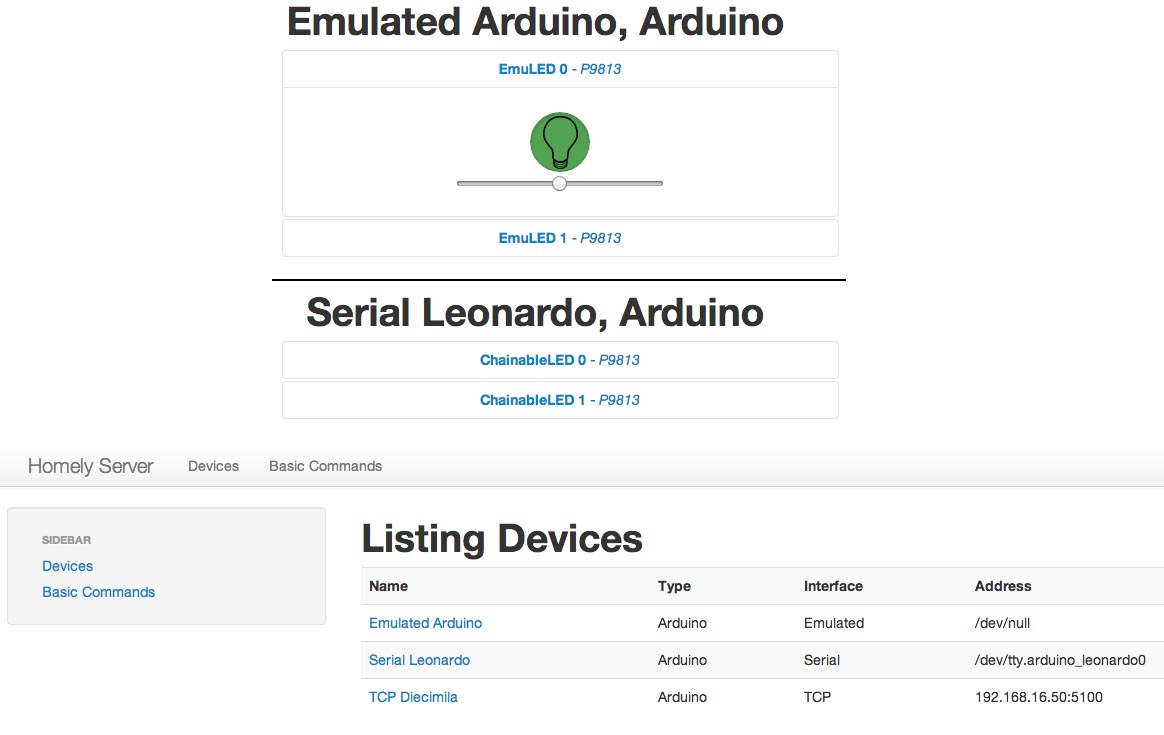 Emulated Arduino, Arduino
EmuLED 0 - P9813
EmuLED 1 - P9813
Serial Leonardo, Arduino
ChainableLED 0 - P9813
ChainableLED 1 - P9813
Homely Server Devices Basic Commands
SIDEBAR
Devices
Basic Commands
Listing Devices
Name Type Interface Address
Emulated Arduino Arduino Emulated /dev/null
Serial Leonardo Arduino Serial /dev/tty.arduino_leonardo0
TCP Diecimila Arduino TCP 192.168.16.50:5100